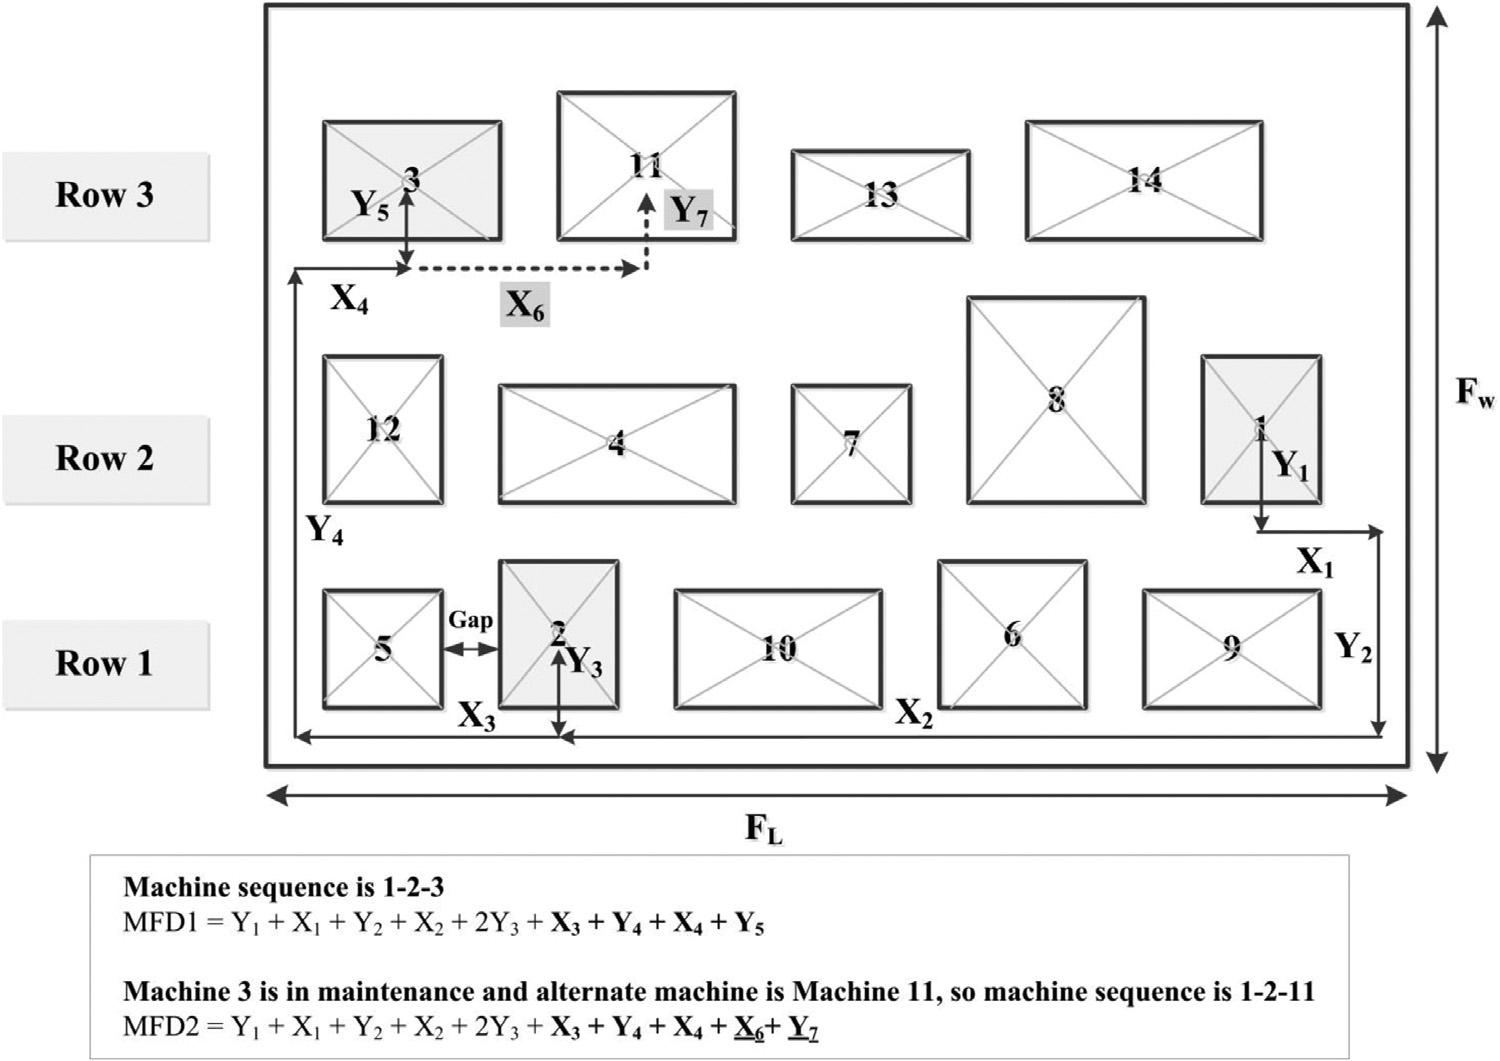 3
11
13
14
Row 3
Y5
Y7
X4
X6
12
4
7
8
1
Row 2
Y1
Fw
Y4
X1
5
Gap
2
10
6
9
Row 1
Y3
Y2
X3
X2
FL
Machine sequence is 1-2-3
MFD1 = Y1 + X1 + Y2 + X2 + 2Y3 + X3 + Y4 + X4 + Y5
Machine 3 is in maintenance and alternate machine is Machine 11, so machine sequence is 1-2-11
MFD2 = Y1 + X1 + Y2 + X2 + 2Y3 + X3 + Y4 + X4 + X6+ Y7